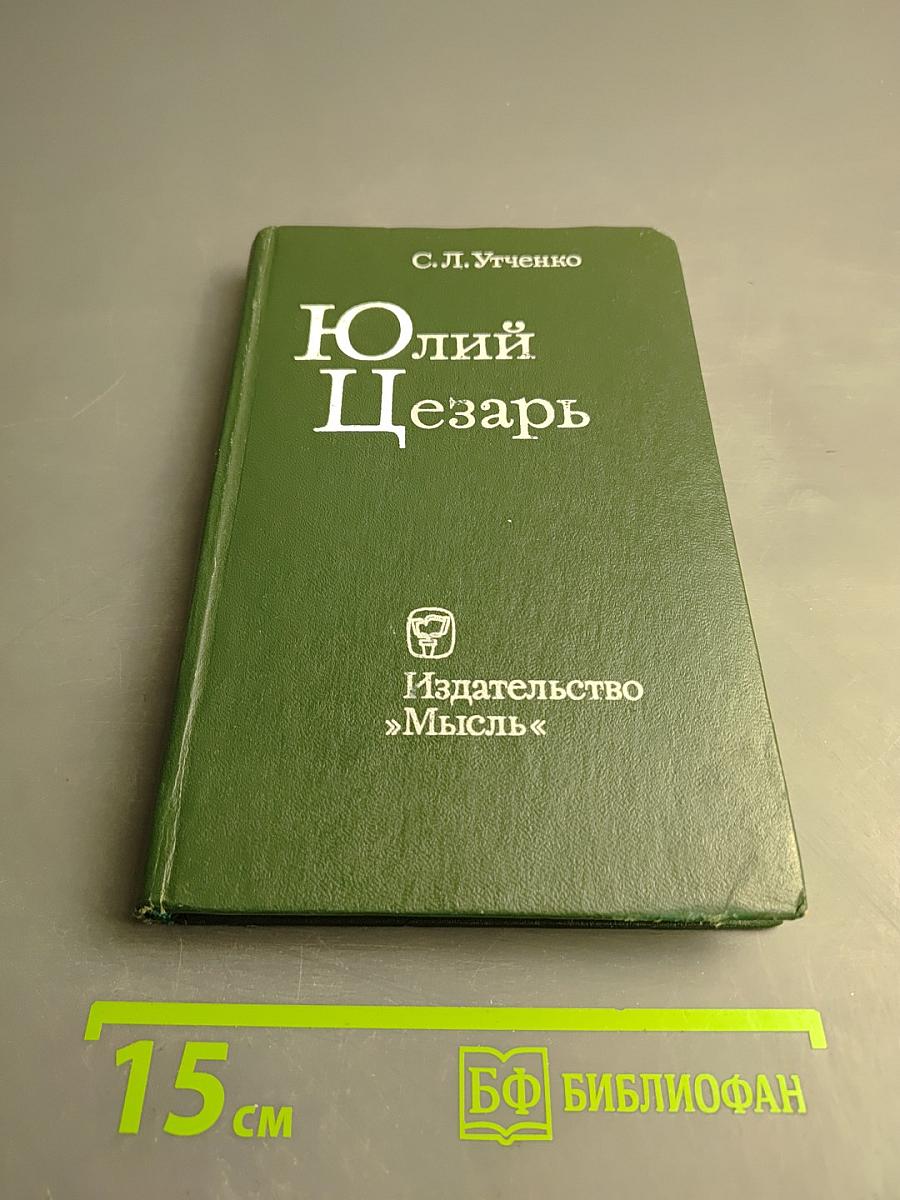 С. Л. Утченко
Юлий
Цезарь
Издательство
»Мысль«
15 см
БФ БИБЛИОФАН